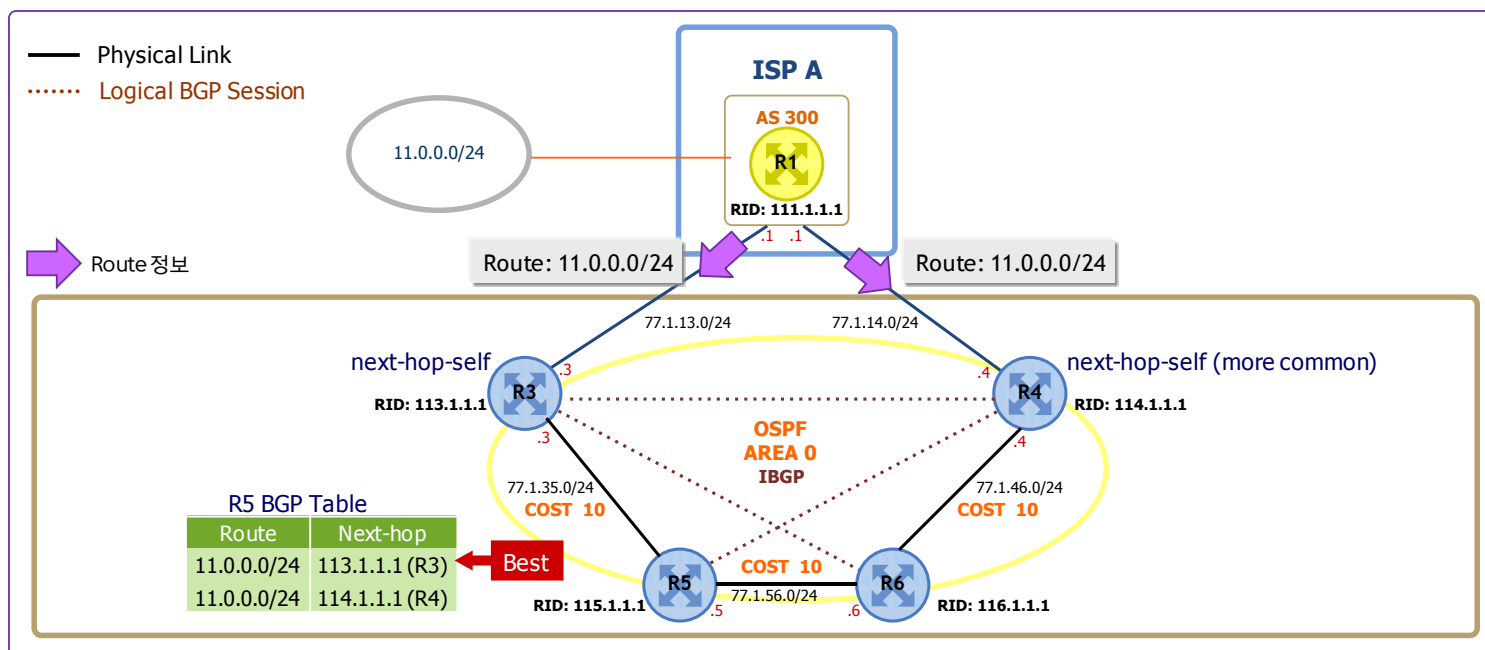 Physical Link
Logical BGP Session
ISP A
AS 300
11.0.0.0/24
R1
RID: 111.1.1.1
.1 .1
Route 정보
Route: 11.0.0.0/24
Route: 11.0.0.0/24
77.1.13.0/24
77.1.14.0/24
next-hop-self
next-hop-self (more common)
.3
.4
R3
R4
RID: 113.1.1.1
RID: 114.1.1.1
.3
.4
OSPF
AREA 0
IBGP
77.1.35.0/24
COST 10
77.1.46.0/24
COST 10
R5 BGP Table
Route Next-hop
11.0.0.0/24 113.1.1.1 (R3)
11.0.0.0/24 114.1.1.1 (R4)
Best
COST 10
R5
R6
77.1.56.0/24
RID: 115.1.1.1
RID: 116.1.1.1
.5
.6